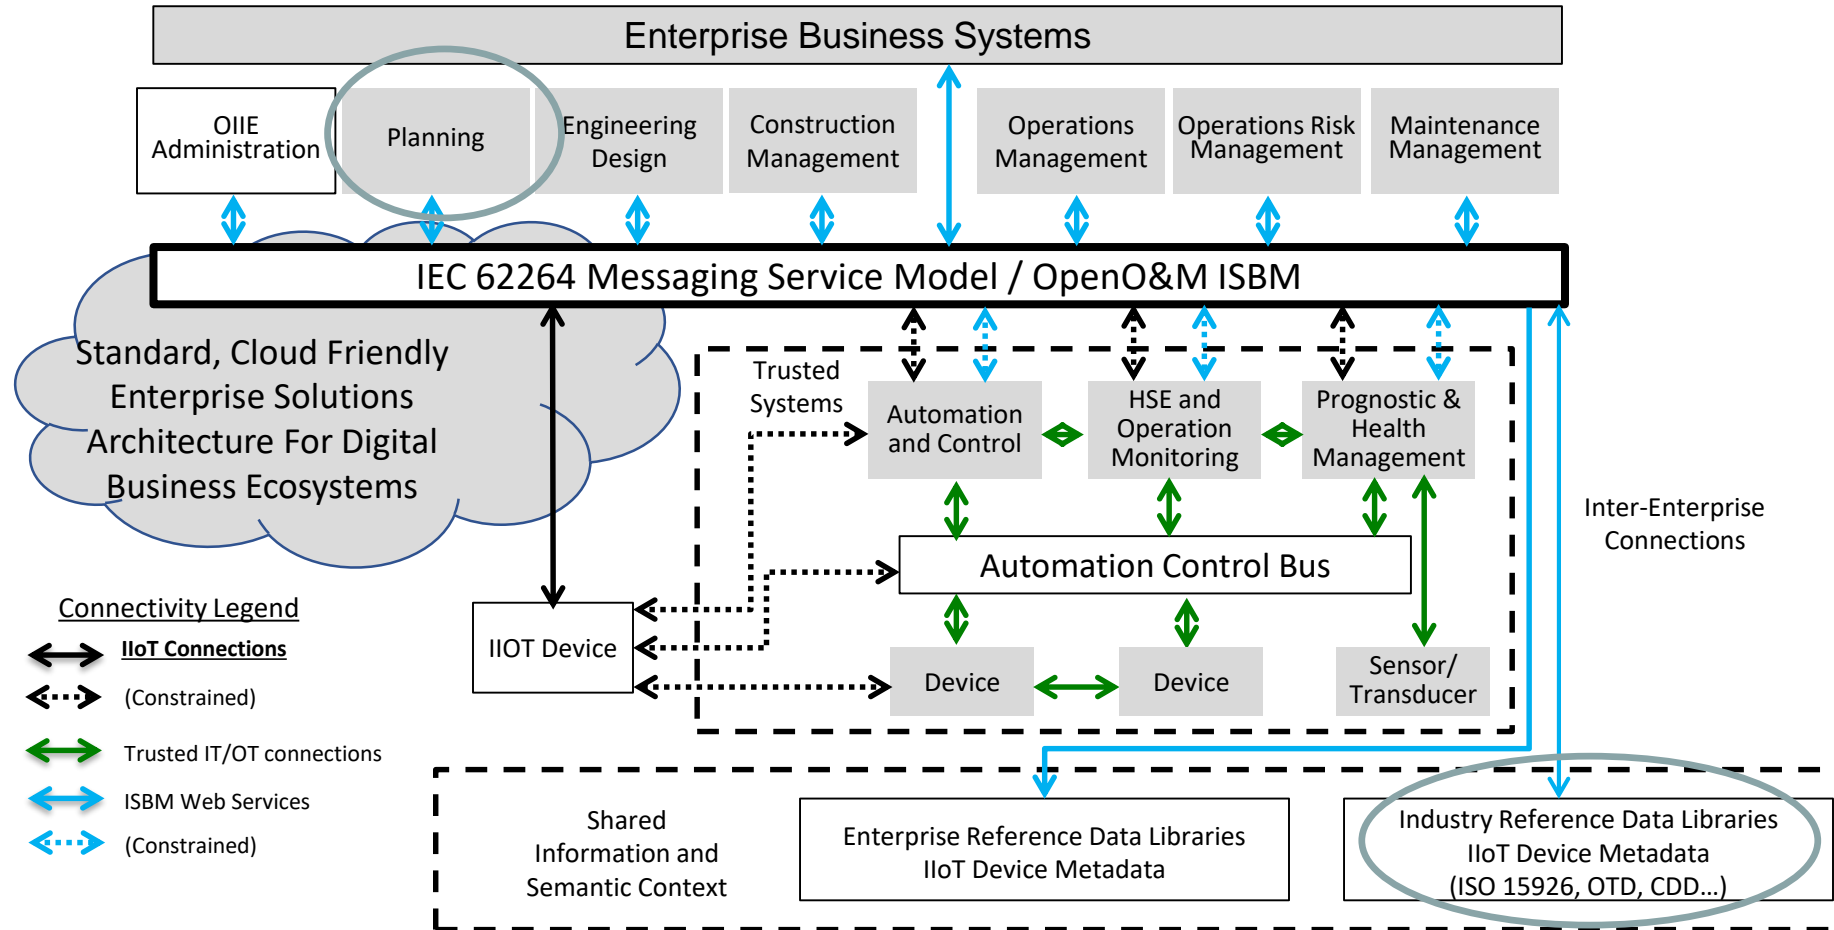 Enterprise Business Systems
OIIE
Administration
Planning
Engineering
Design
Construction
Management
Operations
Management
Operations Risk
Management
Maintenance
Management
IEC 62264 Messaging Service Model / OpenO&M ISBM
Standard, Cloud Friendly
Enterprise Solutions
Architecture For Digital
Business Ecosystems
Trusted
Systems
Automation
and Control
HSE and
Operation
Monitoring
Prognostic &
Health
Management
Inter-Enterprise
Connections
Automation Control Bus
IIOT Device
Device
Device
Sensor/
Transducer
Connectivity Legend
IIoT Connections
(Constrained)
Trusted IT/OT connections
ISBM Web Services
(Constrained)
Shared
Information and
Semantic Context
Enterprise Reference Data Libraries
IIoT Device Metadata
Industry Reference Data Libraries
IIoT Device Metadata
(ISO 15926, OTD, CDD...)